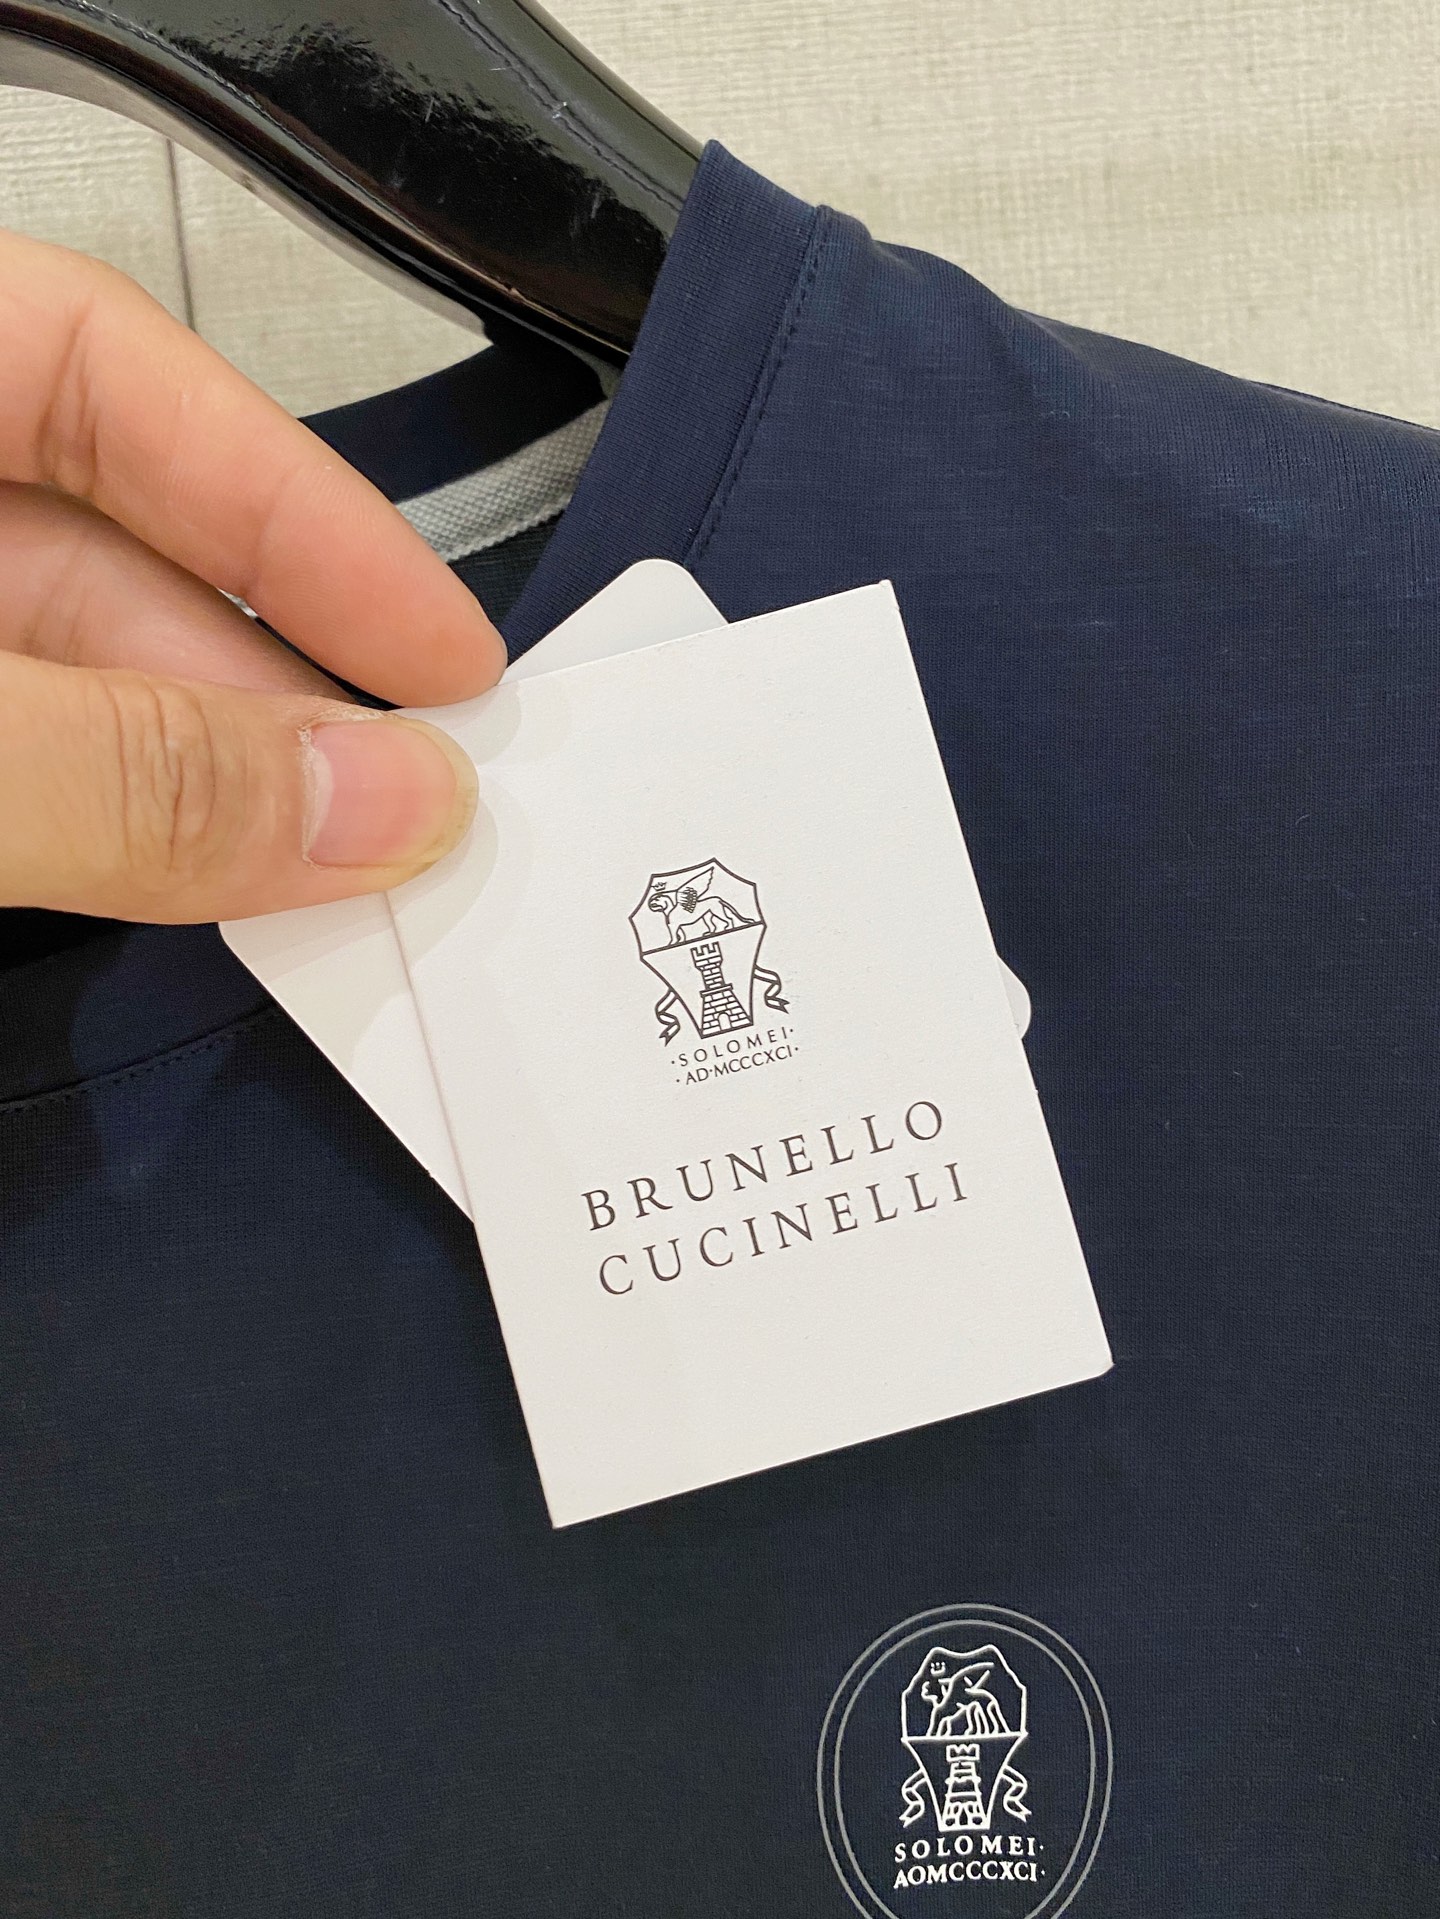 ·SOLOMEI·
·AD·MCCCXCI·
BRUNELLO
CUCINELLI
SOLOMEI·
AOMCCCXCI·